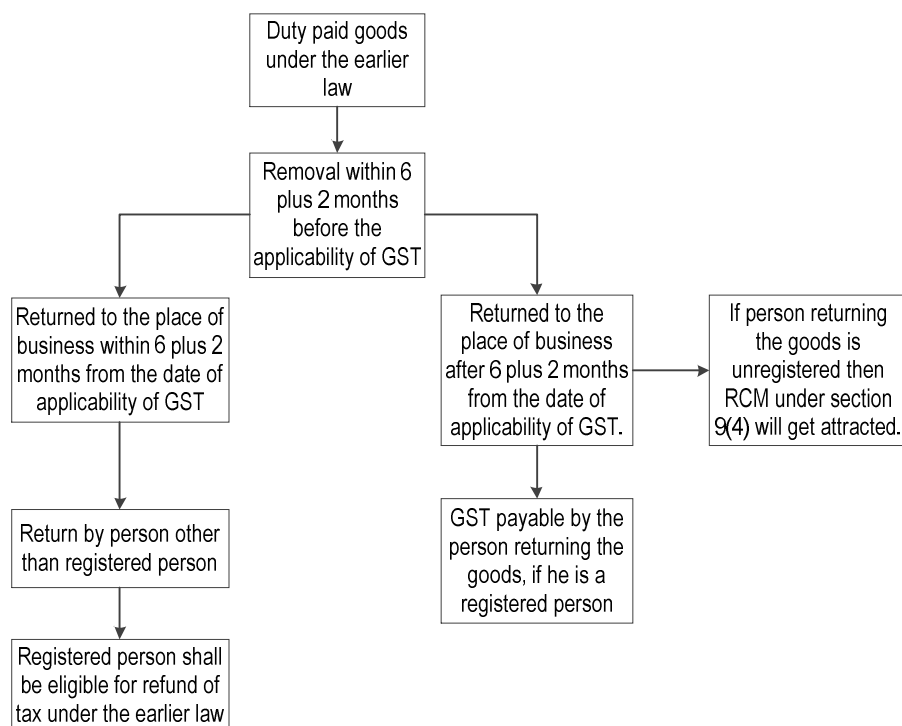 Duty paid goods
under the earlier
law
Removal within 6
plus 2 months
before the
applicability of GST
Returned to the place of
business within 6 plus 2
months from the date of
applicability of GST
Returned to the
place of business
after 6 plus 2 months
from the date of
applicability of GST.
If person returning
the goods is
unregistered then
RCM under section
9(4) will get attracted.
Return by person other
than registered person
GST payable by the
person returning the
goods, if he is a
registered person
Registered person shall
be eligible for refund of
tax under the earlier law